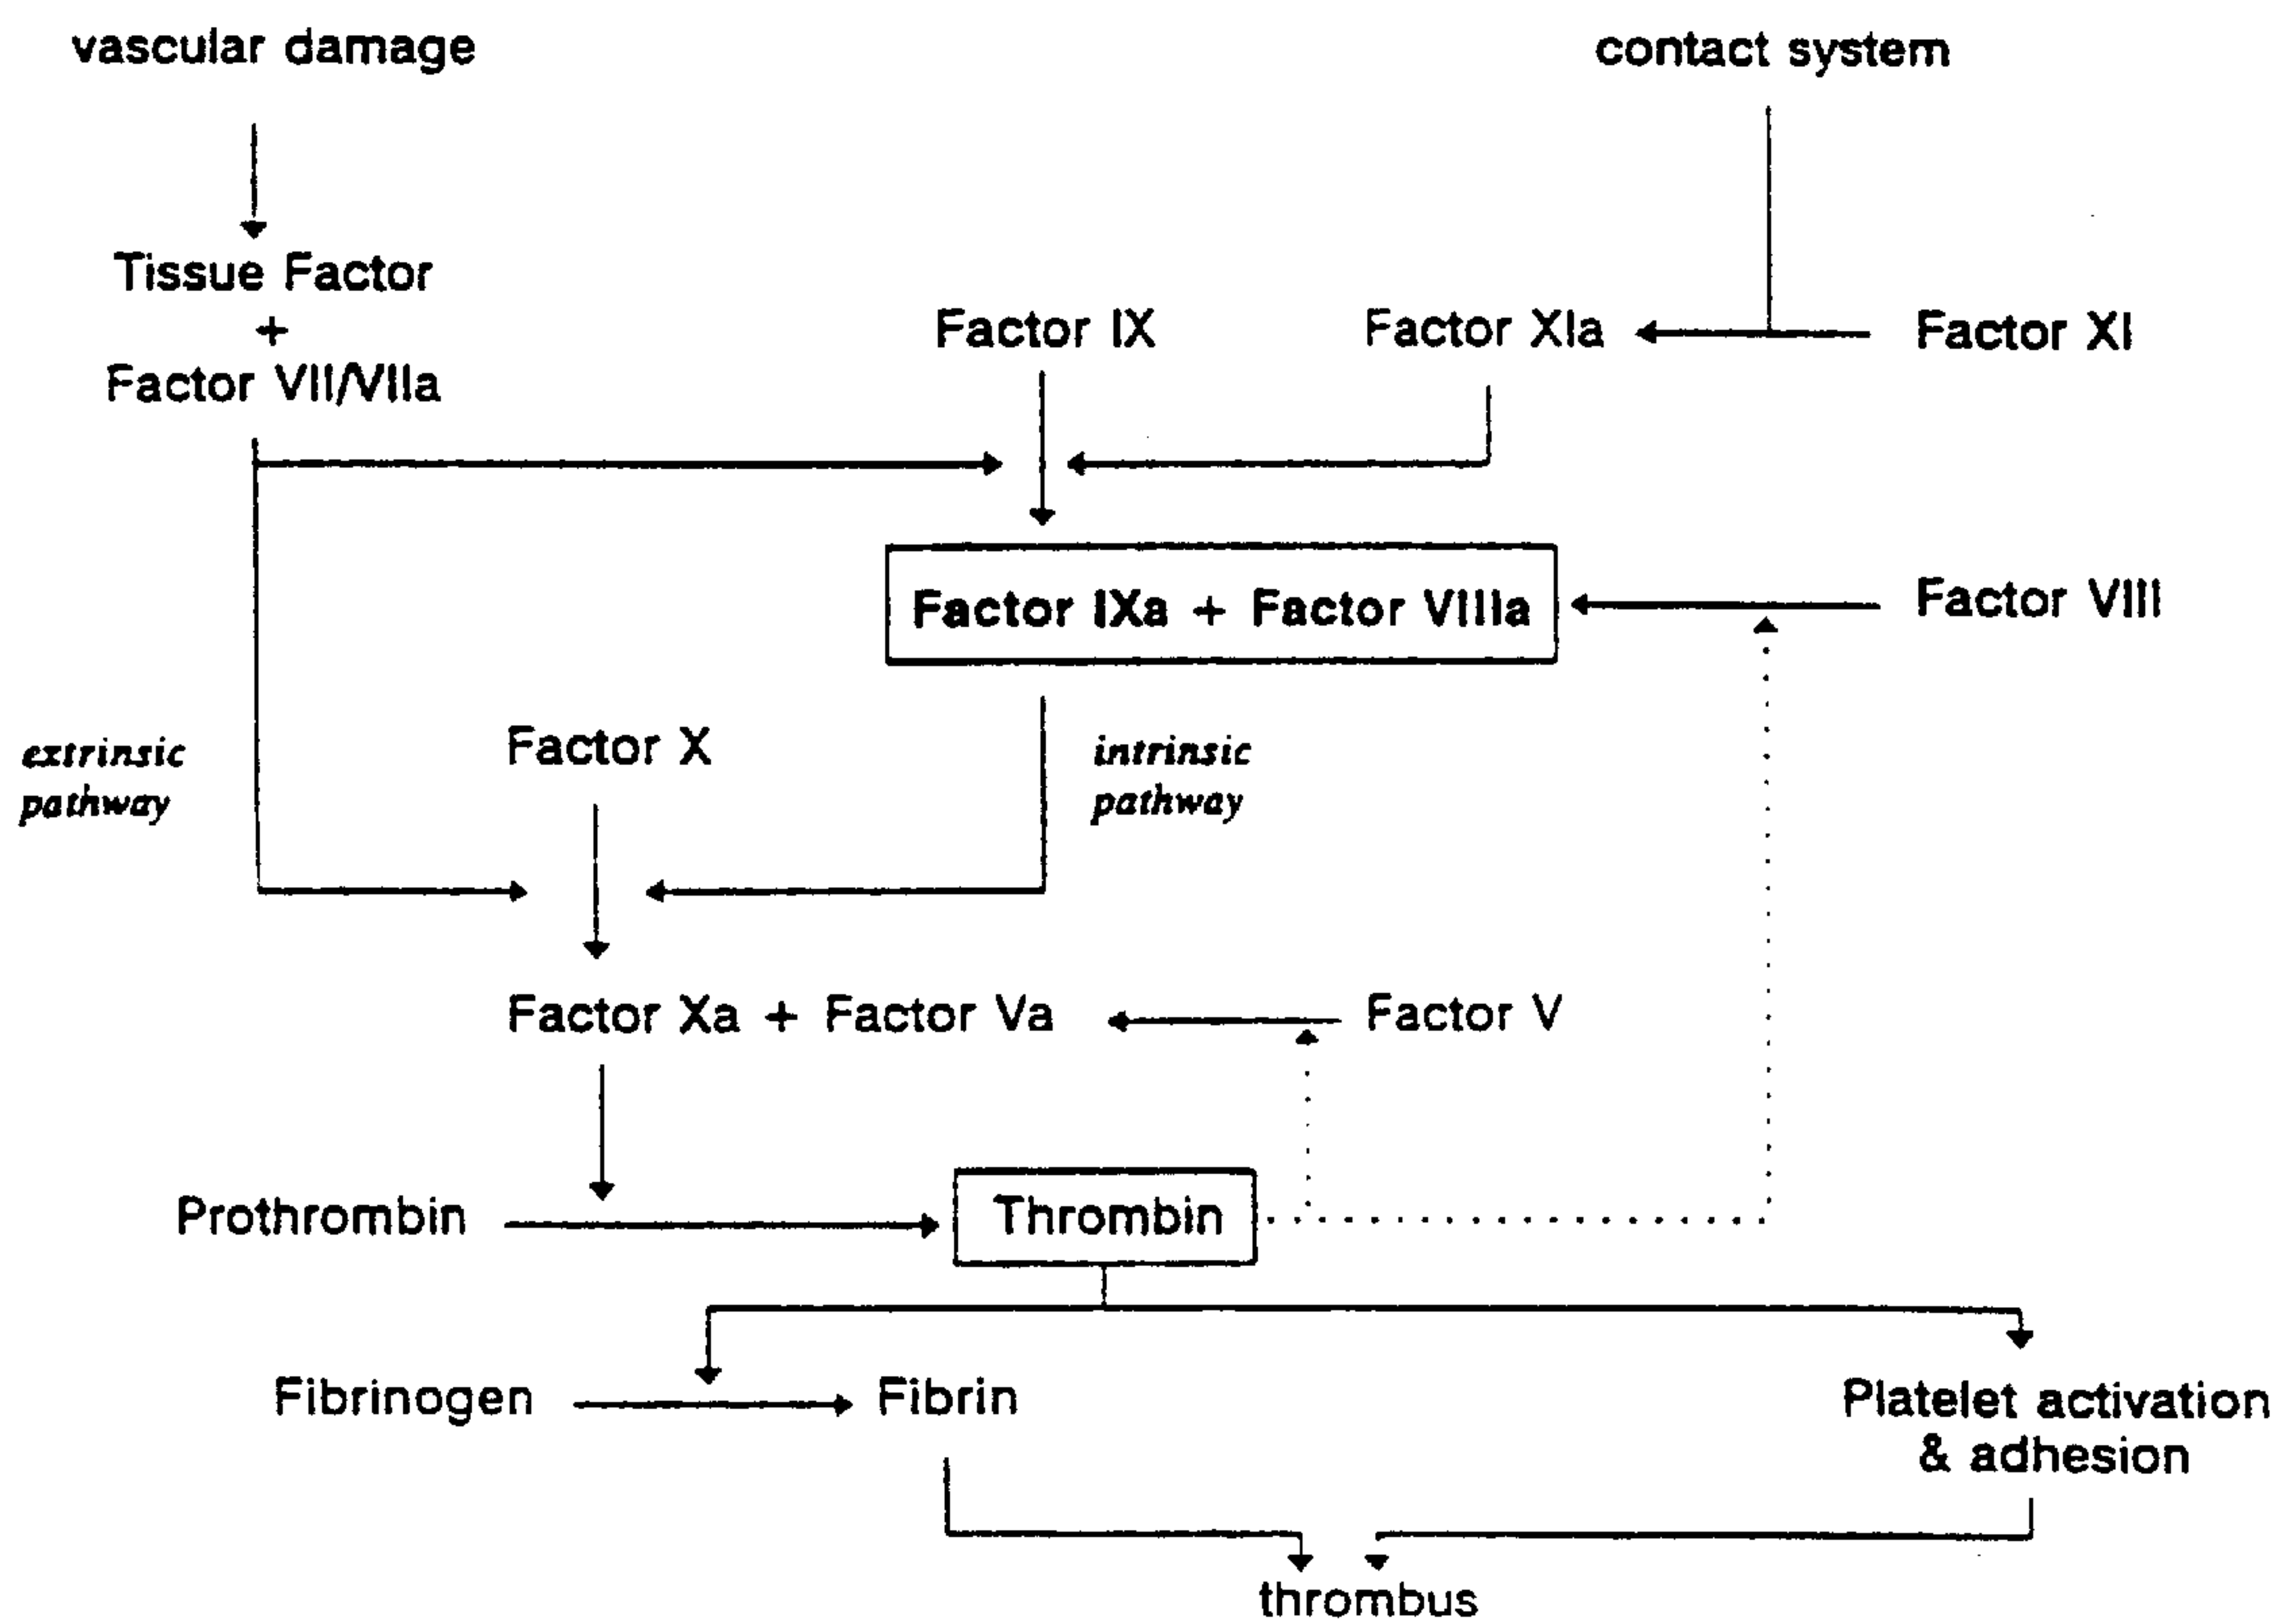 vascular damage
contact system
Tissue Factor
+
Factor VII/VIIa
Factor IX
Factor XIa
Factor XI
Factor IXa + Factor VIIIa
Factor VIII
extrinsic
pathway
Factor X
intrinsic
pathway
Factor Xa + Factor Va
Factor V
Prothrombin
Thrombin
Fibrinogen
Fibrin
Platelet activation
& adhesion
thrombus